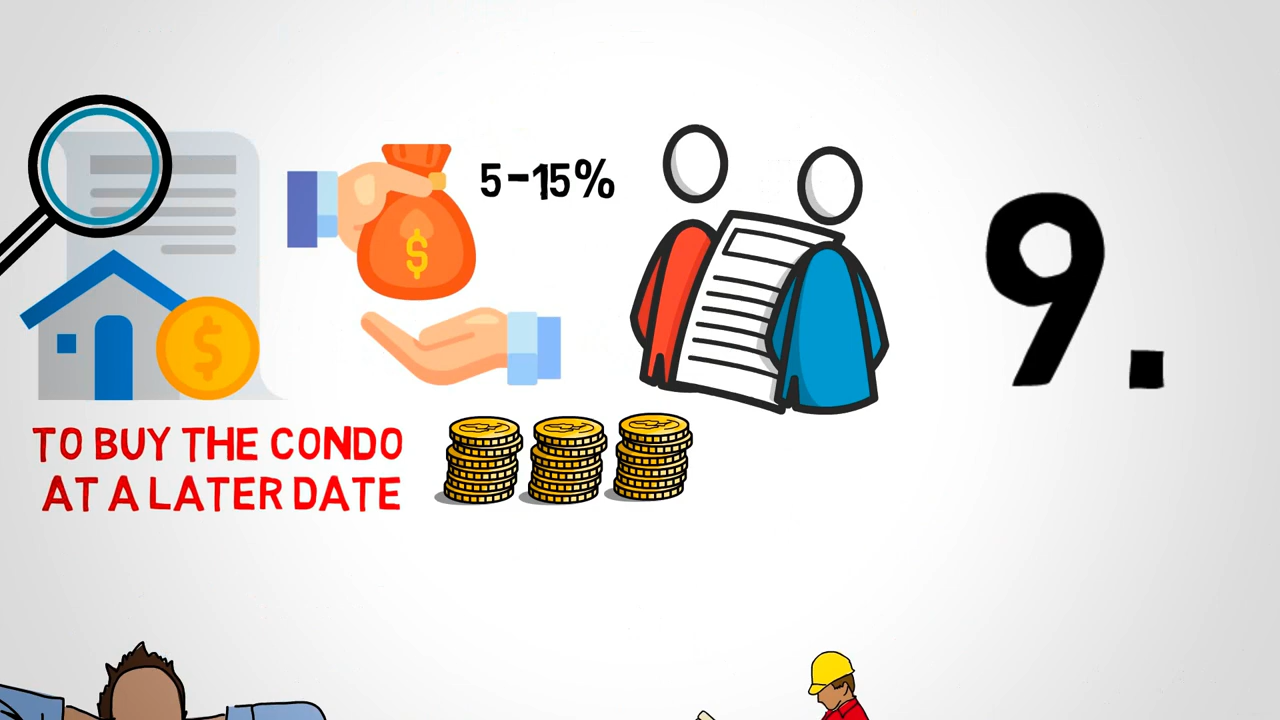 5-15%
9.
TO BUY THE CONDO
AT A LATER DATE
$
$